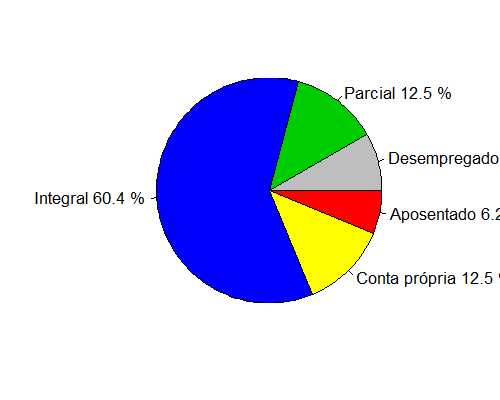 Parcial 12.5 %
Desempregado
Integral 60.4 %
Aposentado 6.2
Conta própria 12.5 %